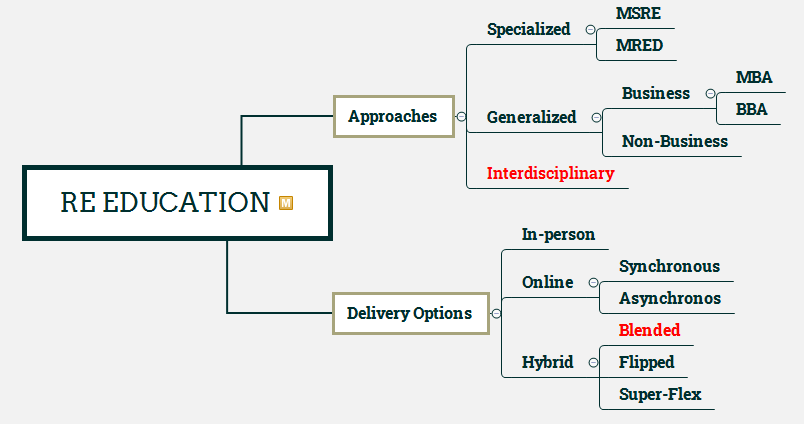 RE EDUCATION
M
Approaches
Specialized
MSRE
MRED
Generalized
Business
MBA
BBA
Non-Business
Interdisciplinary
Delivery Options
In-person
Online
Synchronous
Asynchronos
Hybrid
Blended
Flipped
Super-Flex